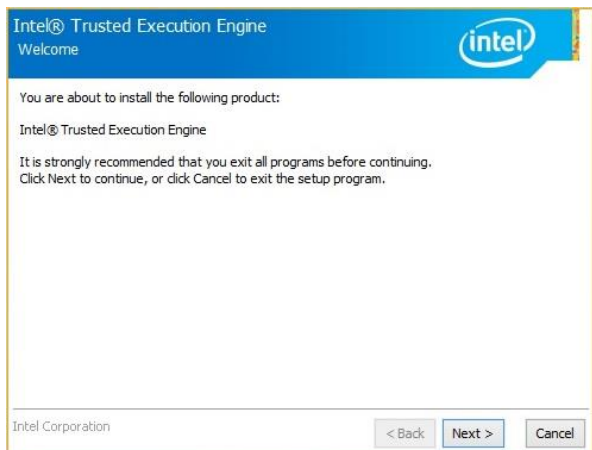 Intel® Trusted Execution Engine
Welcome
intel
You are about to install the following product:
Intel® Trusted Execution Engine
It is strongly recommended that you exit all programs before continuing.
Click Next to continue, or click Cancel to exit the setup program.
Intel Corporation
< Back Next > Cancel